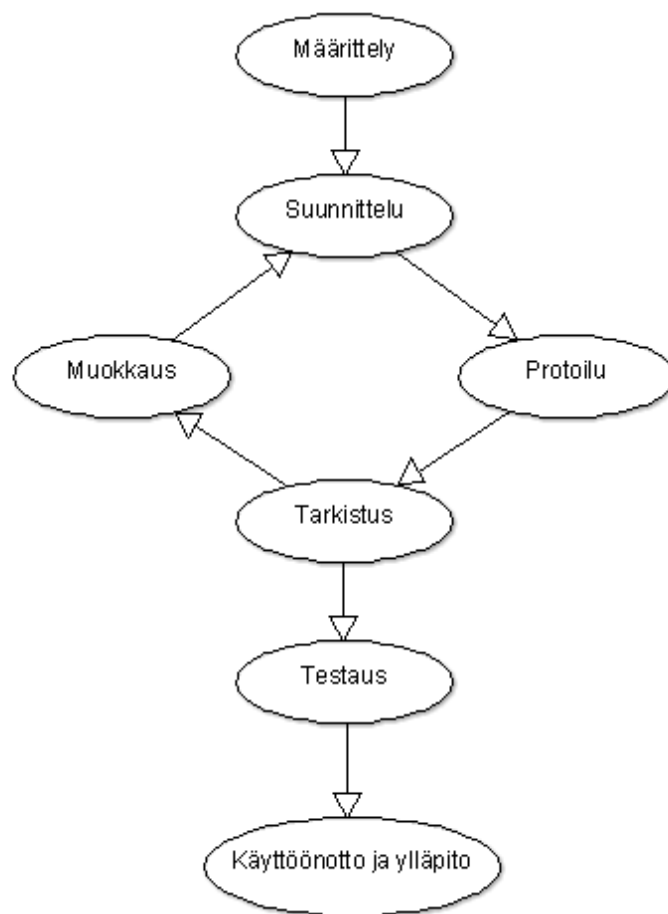 Määrittely
Suunnittelu
Muokkaus
Protoilu
Tarkistus
Testaus
Käyttöönotto ja ylläpito